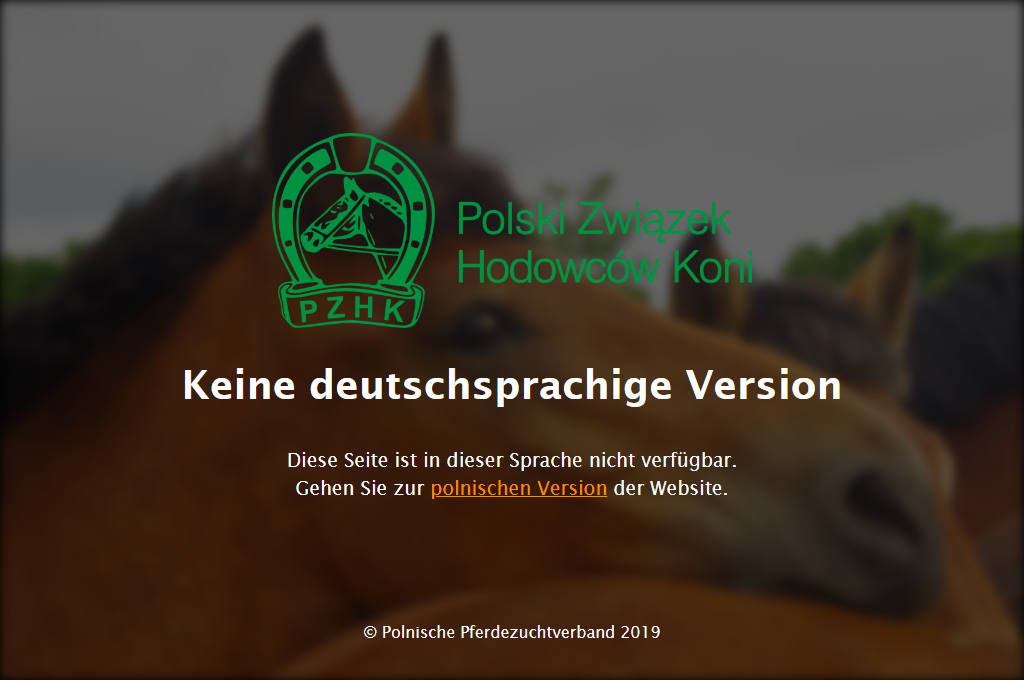 Polski Związek
Hodowców Koni
PZHK
Keine deutschsprachige Version
Diese Seite ist in dieser Sprache nicht verfügbar.
Gehen Sie zur polnischen Version der Website.
© Polnische Pferdezuchtverband 2019